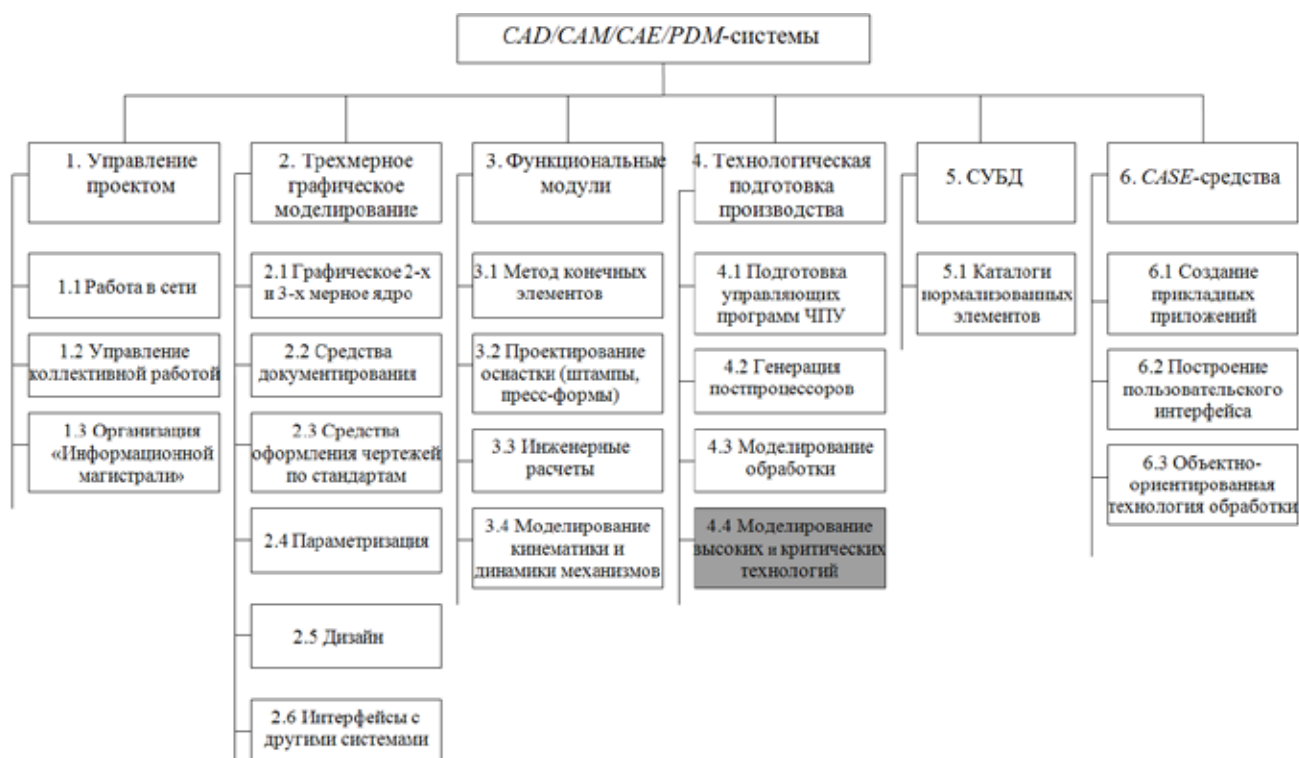 CAD/CAM/CAE/PDM-системы
1. Управление
проектом
1.1 Работа в сети
1.2 Управление
коллективной работой
1.3 Организация
«Информационной
магистрали»
2. Трехмерное
графическое
моделирование
2.1 Графическое 2-х
и 3-х мерное ядро
2.2 Средства
документирования
2.3 Средства
оформления чертежей
по стандартам
2.4 Параметризация
2.5 Дизайн
2.6 Интерфейсы с
другими системами
3. Функциональные
модули
3.1 Метод конечных
элементов
3.2 Проектирование
оснастки (штампы,
пресс-формы)
3.3 Инженерные
расчеты
3.4 Моделирование
кинематики и
динамики механизмов
4. Технологическая
подготовка
производства
4.1 Подготовка
управляющих
программ ЧПУ
4.2 Генерация
постпроцессоров
4.3 Моделирование
обработки
4.4 Моделирование
высоких и критических
технологий
5. СУБД
5.1 Каталоги
нормализованных
элементов
6. CASE-средства
6.1 Создание
прикладных
приложений
6.2 Построение
пользовательского
интерфейса
6.3 Объектно-
ориентированная
технология обработки